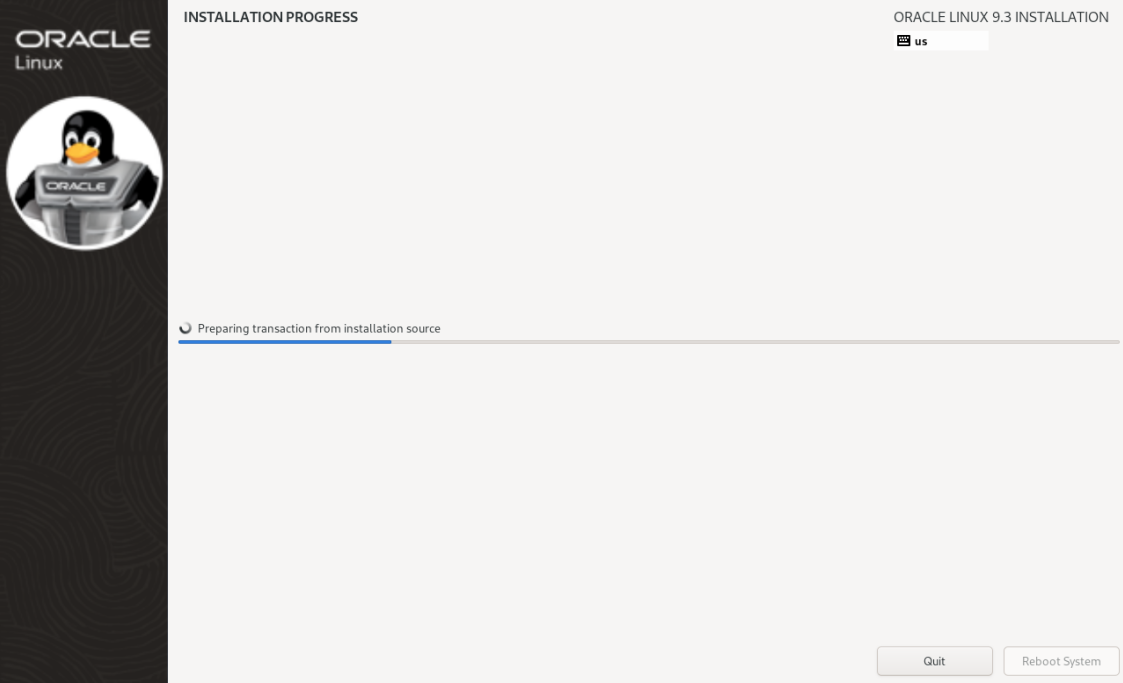 ORACLE
Linux
ORACLE
INSTALLATION PROGRESS
ORACLE LINUX 9.3 INSTALLATION
us
Preparing transaction from installation source
Quit
Reboot System